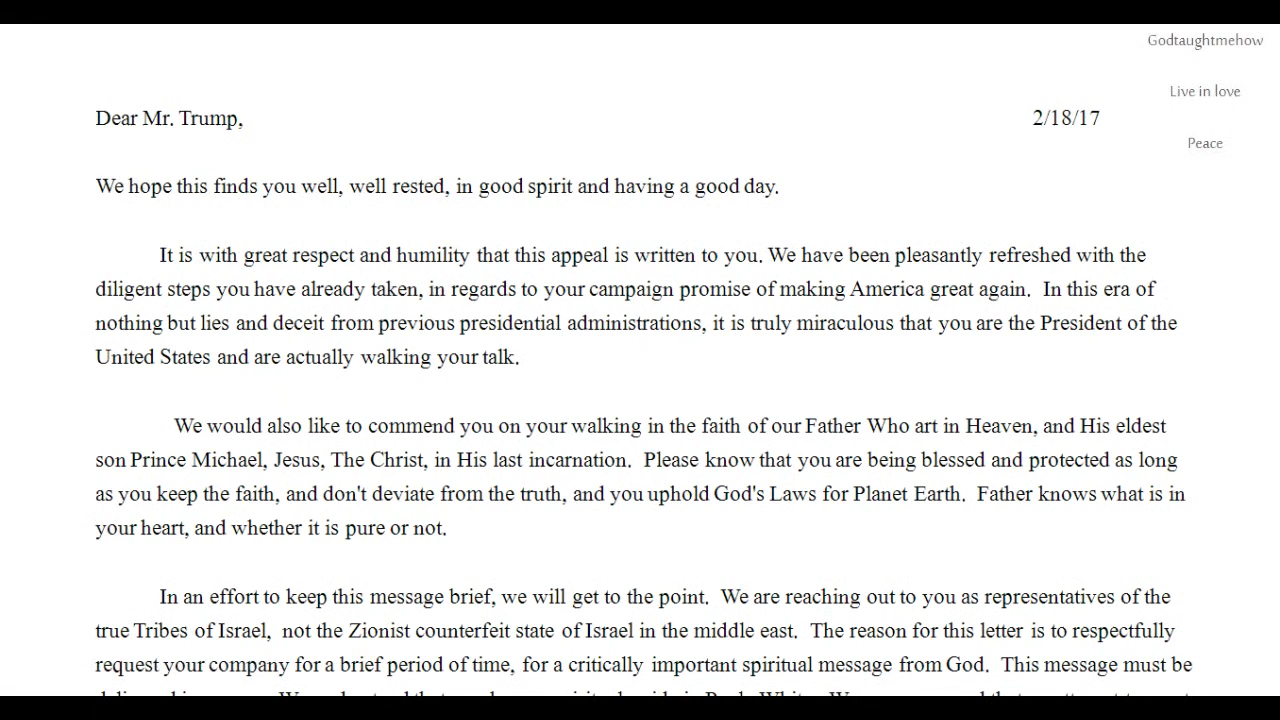 Godtaughtmehow
Live in love
Dear Mr. Trump, 2/18/17
Peace
We hope this finds you well, well rested, in good spirit and having a good day.
It is with great respect and humility that this appeal is written to you. We have been pleasantly refreshed with the
diligent steps you have already taken, in regards to your campaign promise of making America great again. In this era of
nothing but lies and deceit from previous presidential administrations, it is truly miraculous that you are the President of the
United States and are actually walking your talk.
We would also like to commend you on your walking in the faith of our Father Who art in Heaven, and His eldest
son Prince Michael, Jesus, The Christ, in His last incarnation. Please know that you are being blessed and protected as long
as you keep the faith, and don't deviate from the truth, and you uphold God's Laws for Planet Earth. Father knows what is in
your heart, and whether it is pure or not.
In an effort to keep this message brief, we will get to the point. We are reaching out to you as representatives of the
true Tribes of Israel, not the Zionist counterfeit state of Israel in the middle east. The reason for this letter is to respectfully
request your company for a brief period of time, for a critically important spiritual message from God. This message must be